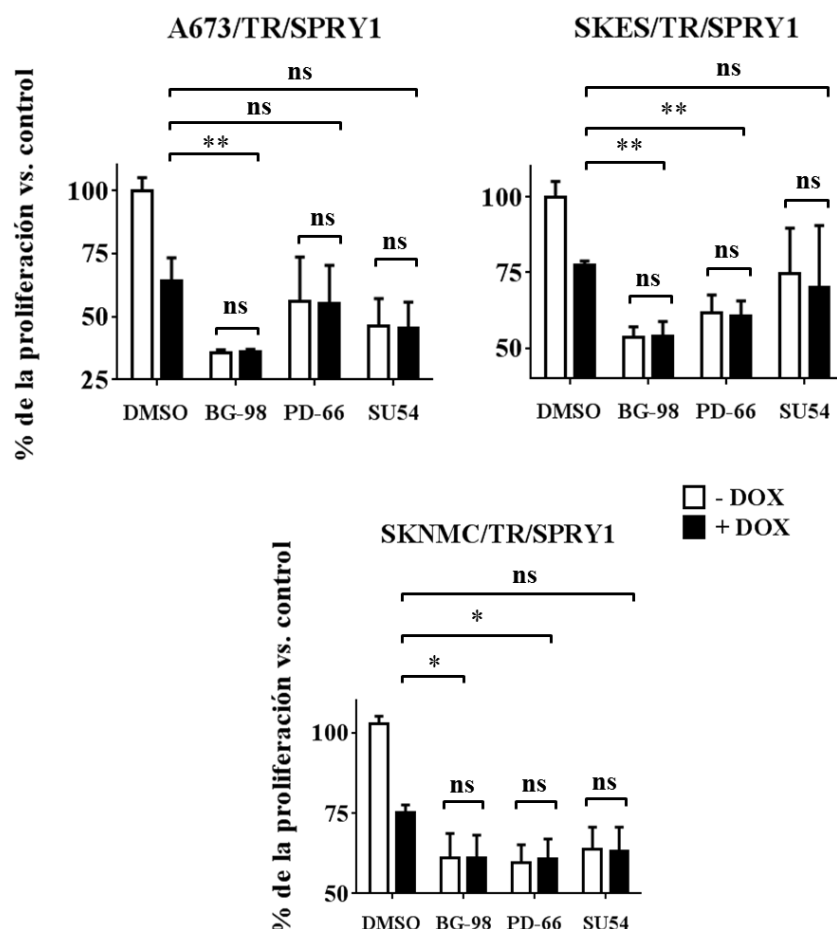 A673/TR/SPRY1
ns
ns
**
% de la proliferación vs. control
100
75
50
25
ns
ns
ns
DMSO BG-98 PD-66 SU54
SKES/TR/SPRY1
ns
**
**
100
75
50
ns
ns
ns
DMSO BG-98 PD-66 SU54
- DOX
+ DOX
SKNMC/TR/SPRY1
ns
*
*
% de la proliferación vs. control
100
75
50
ns
ns
ns
DMSO BG-98 PD-66 SU54